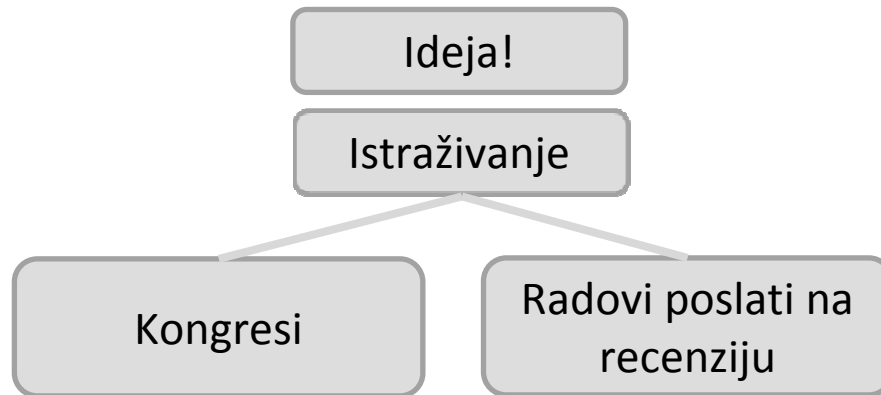 Ideja!
Istraživanje
Kongresi
Radovi poslati na
recenziju